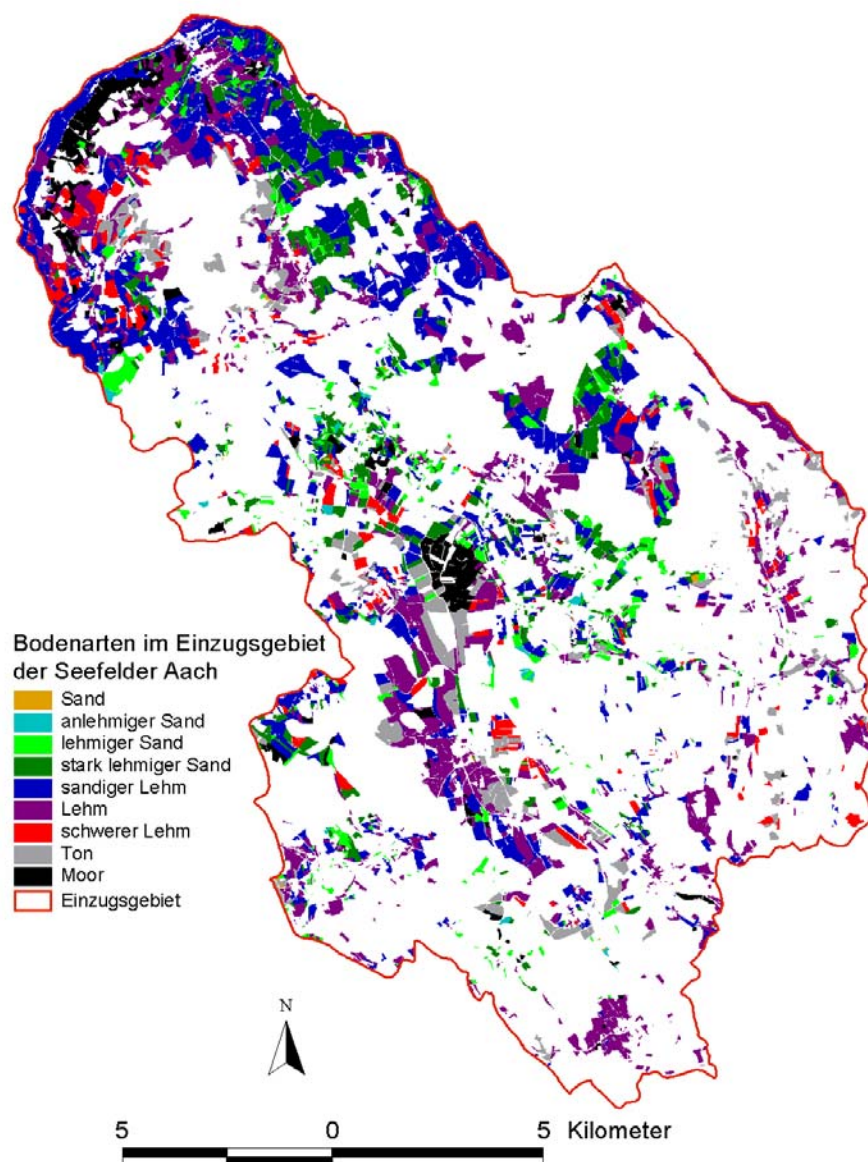 Bodenarten im Einzugsgebiet
der Seefelder Aach
Sand
anlehmiger Sand
lehmiger Sand
stark lehmiger Sand
sandiger Lehm
Lehm
schwerer Lehm
Ton
Moor
Einzugsgebiet
N
5 0 5 Kilometer